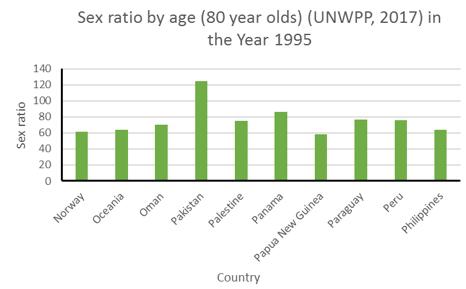 Sex ratio by age (80 year olds) (UNWPP, 2017) in
the Year 1995
140
120
100
80
60
40
20
0
Sex ratio
Norway
Oceania
Oman
Pakistan
Palestine
Panama
Papua New Guinea
Paraguay
Peru
Philippines
Country